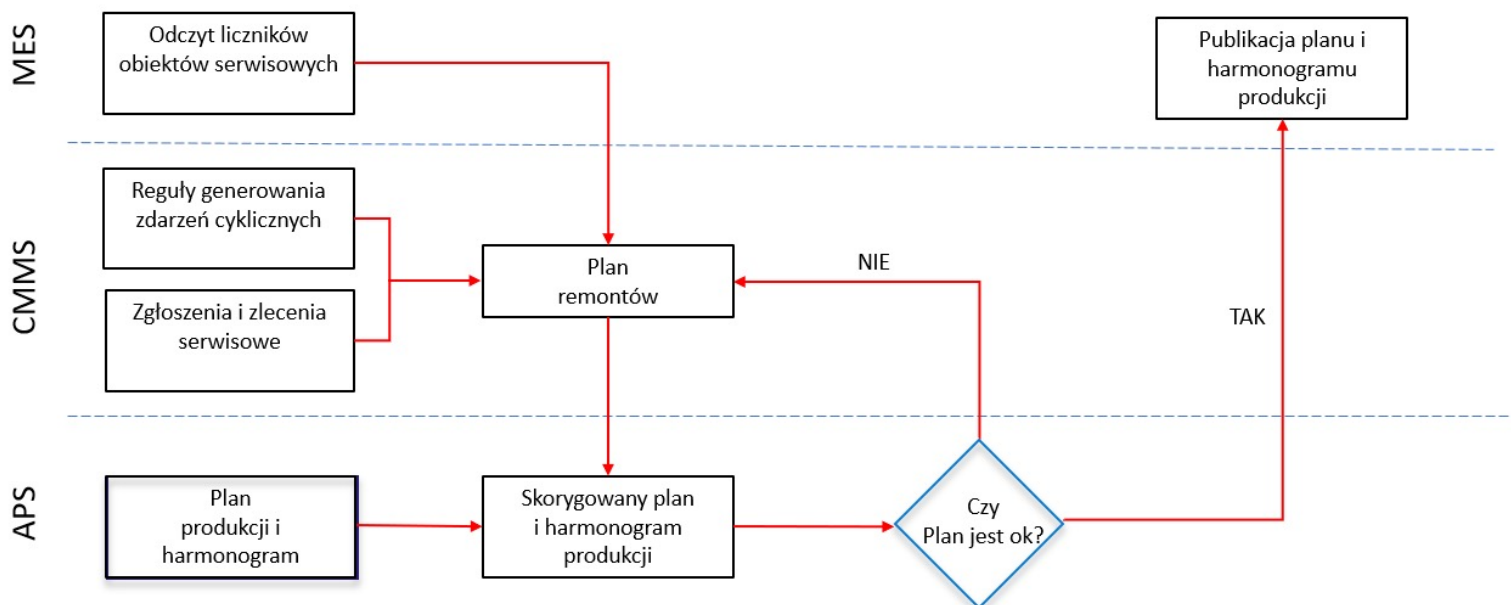 MES
Odczyt liczników
obiektów serwisowych
Publikacja planu i
harmonogramu
produkcji
CMMS
Reguły generowania
zdarzeń cyklicznych
Zgłoszenia i zlecenia
serwisowe
Plan
remontów
NIE
TAK
APS
Plan
produkcji i
harmonogram
Skorygowany plan
i harmonogram
produkcji
Czy
Plan jest ok?